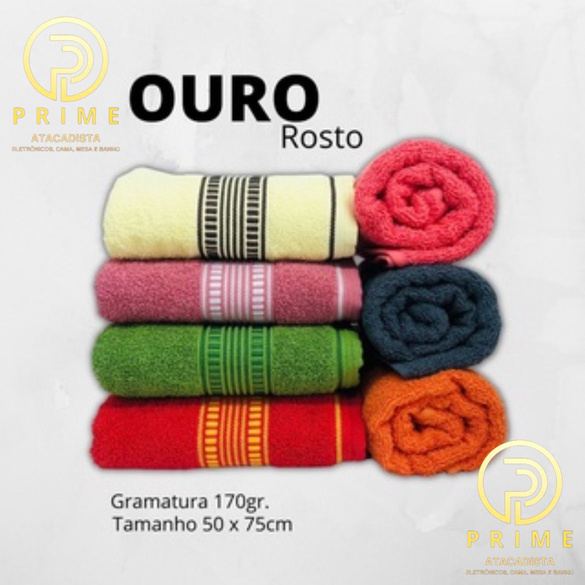 PRIME
ATACADISTA
ELETRÔNICOS, CAMA, MESA E BANHO
OURO
Rosto
Gramatura 170gr.
Tamanho 50 x 75cm
PRIME
ATACADISTA
ELETRÔNICOS, CAMA, MESA E BANHO